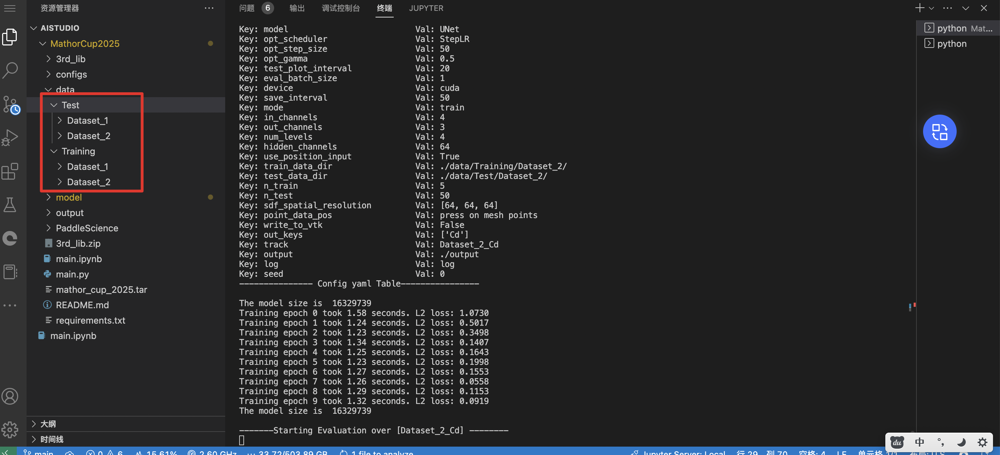 资源管理器
AISTUDIO
MathorCup2025
3rd_lib
configs
data
Test
Dataset_1
Dataset_2
Training
Dataset_1
Dataset_2
model
output
PaddleScience
3rd_lib.zip
main.ipynb
main.py
mathor_cup_2025.tar
README.md
requirements.txt
main.ipynb
大纲
时间线
问题 6 输出 调试控制台 终端 JUPYTER
Key: model Val: UNet
Key: opt_scheduler Val: StepLR
Key: opt_step_size Val: 50
Key: opt_gamma Val: 0.5
Key: test_plot_interval Val: 20
Key: eval_batch_size Val: 1
Key: device Val: cuda
Key: save_interval Val: 50
Key: mode Val: train
Key: in_channels Val: 4
Key: out_channels Val: 3
Key: num_levels Val: 4
Key: hidden_channels Val: 64
Key: use_position_input Val: True
Key: train_data_dir Val: ./data/Training/Dataset_2/
Key: test_data_dir Val: ./data/Test/Dataset_2/
Key: n_train Val: 5
Key: n_test Val: 50
Key: sdf_spatial_resolution Val: [64, 64, 64]
Key: point_data_pos Val: press on mesh points
Key: write_to_vtk Val: False
Key: out_keys Val: ['Cd']
Key: track Val: Dataset_2_Cd
Key: output Val: ./output
Key: log Val: log
Key: seed Val: 0
--------------- Config yaml Table----------------
The model size is 16329739
Training epoch 0 took 1.58 seconds. L2 loss: 1.0730
Training epoch 1 took 1.24 seconds. L2 loss: 0.5017
Training epoch 2 took 1.23 seconds. L2 loss: 0.3498
Training epoch 3 took 1.34 seconds. L2 loss: 0.1407
Training epoch 4 took 1.25 seconds. L2 loss: 0.1643
Training epoch 5 took 1.23 seconds. L2 loss: 0.1998
Training epoch 6 took 1.27 seconds. L2 loss: 0.1553
Training epoch 7 took 1.26 seconds. L2 loss: 0.0558
Training epoch 8 took 1.29 seconds. L2 loss: 0.1153
Training epoch 9 took 1.32 seconds. L2 loss: 0.0919
The model size is 16329739
-------Starting Evaluation over [Dataset_2_Cd] --------
python Mat...
python
du 中 °,
main 0 6 15.61% 2.60 GHz 33.72/503.89 GB 1 file to analyze Jupyter Server: Local 行 29, 列 70 空格: 4 LF 单元格 1/1